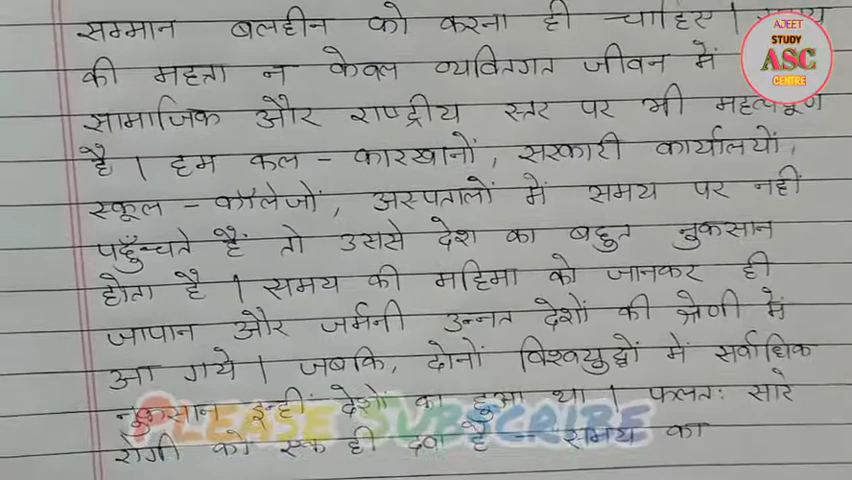 सम्मान बलहीन को करना ही चाहिए ।
की महत्ता न केवल व्यक्तिगत जीवन में
सामाजिक और राष्ट्रीय स्तर पर भी महत्वपूर्ण
है । हम कल - कारखानों, सरकारी कार्यालयों,
स्कूल - कॉलेजों, अस्पतालों में समय पर नहीं
पहुँचते हैं तो उससे देश का बहुत नुकसान
होता है । समय की महिमा को जानकर ही
जापान और जर्मनी उन्नत देशों की श्रेणी में
आ गये । जबकि, दोनों विश्वयुद्धों में सर्वाधिक
नुकसान इन्हीं देशों का हुआ था । फलतः सारे
रोगी को एक ही दवा है - समय का
AJEET
STUDY
ASC
CENTRE
PLEASE SUBSCRIBE